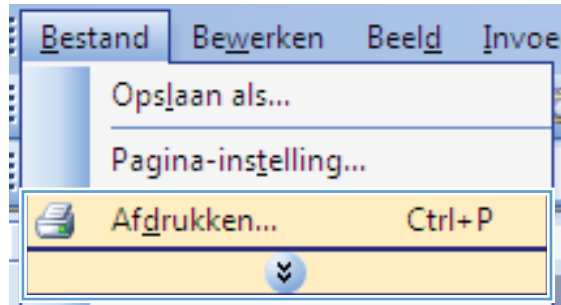 Bestand Bewerken Beeld Invoe
Opslaan als...
Pagina-instelling...
Afdrukken... Ctrl+P